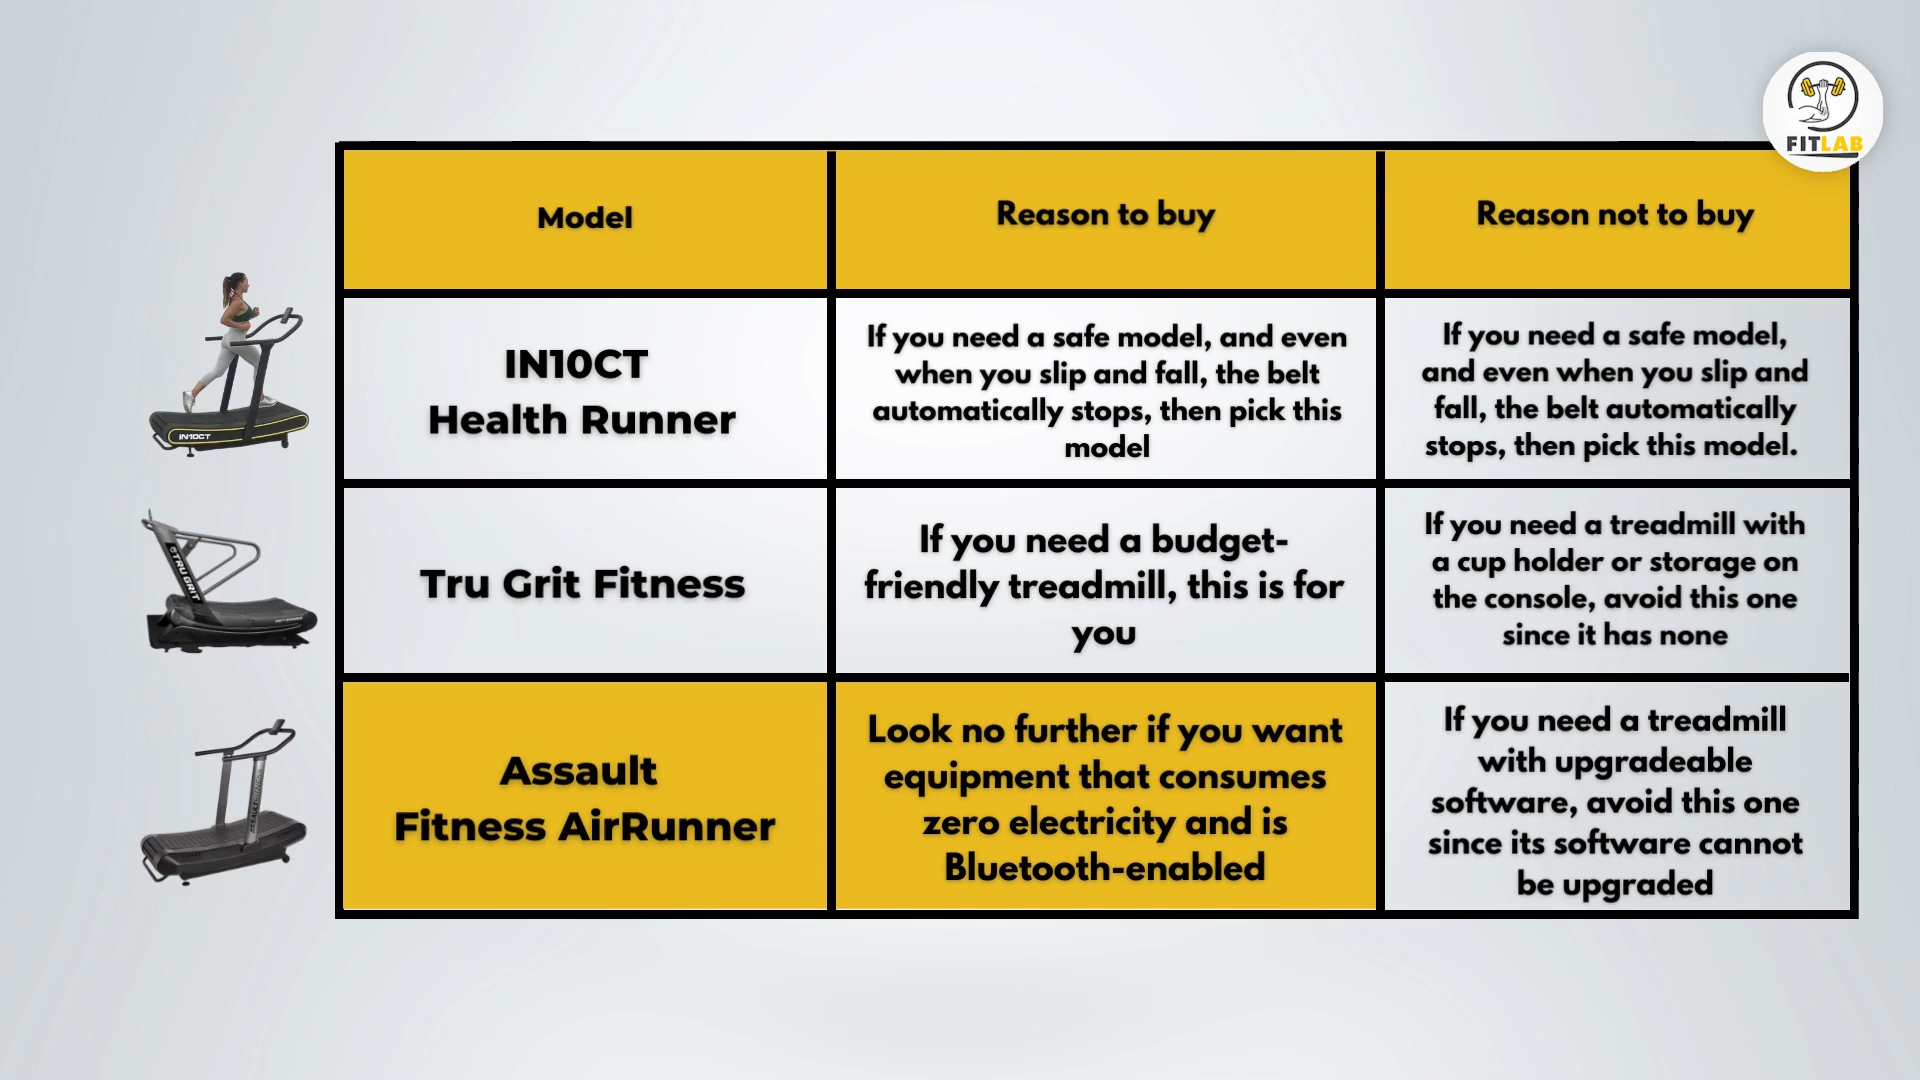 FITLAB
Model
Reason to buy
Reason not to buy
IN10CT
Health Runner
If you need a safe model, and even
when you slip and fall, the belt
automatically stops, then pick this
model
If you need a safe model,
and even when you slip and
fall, the belt automatically
stops, then pick this model.
IN10CT
Tru Grit Fitness
If you need a budget-
friendly treadmill, this is for
you
If you need a treadmill with
a cup holder or storage on
the console, avoid this one
since it has none
TRU GRIT
Assault
Fitness AirRunner
Look no further if you want
equipment that consumes
zero electricity and is
Bluetooth-enabled
If you need a treadmill
with upgradeable
software, avoid this one
since its software cannot
be upgraded